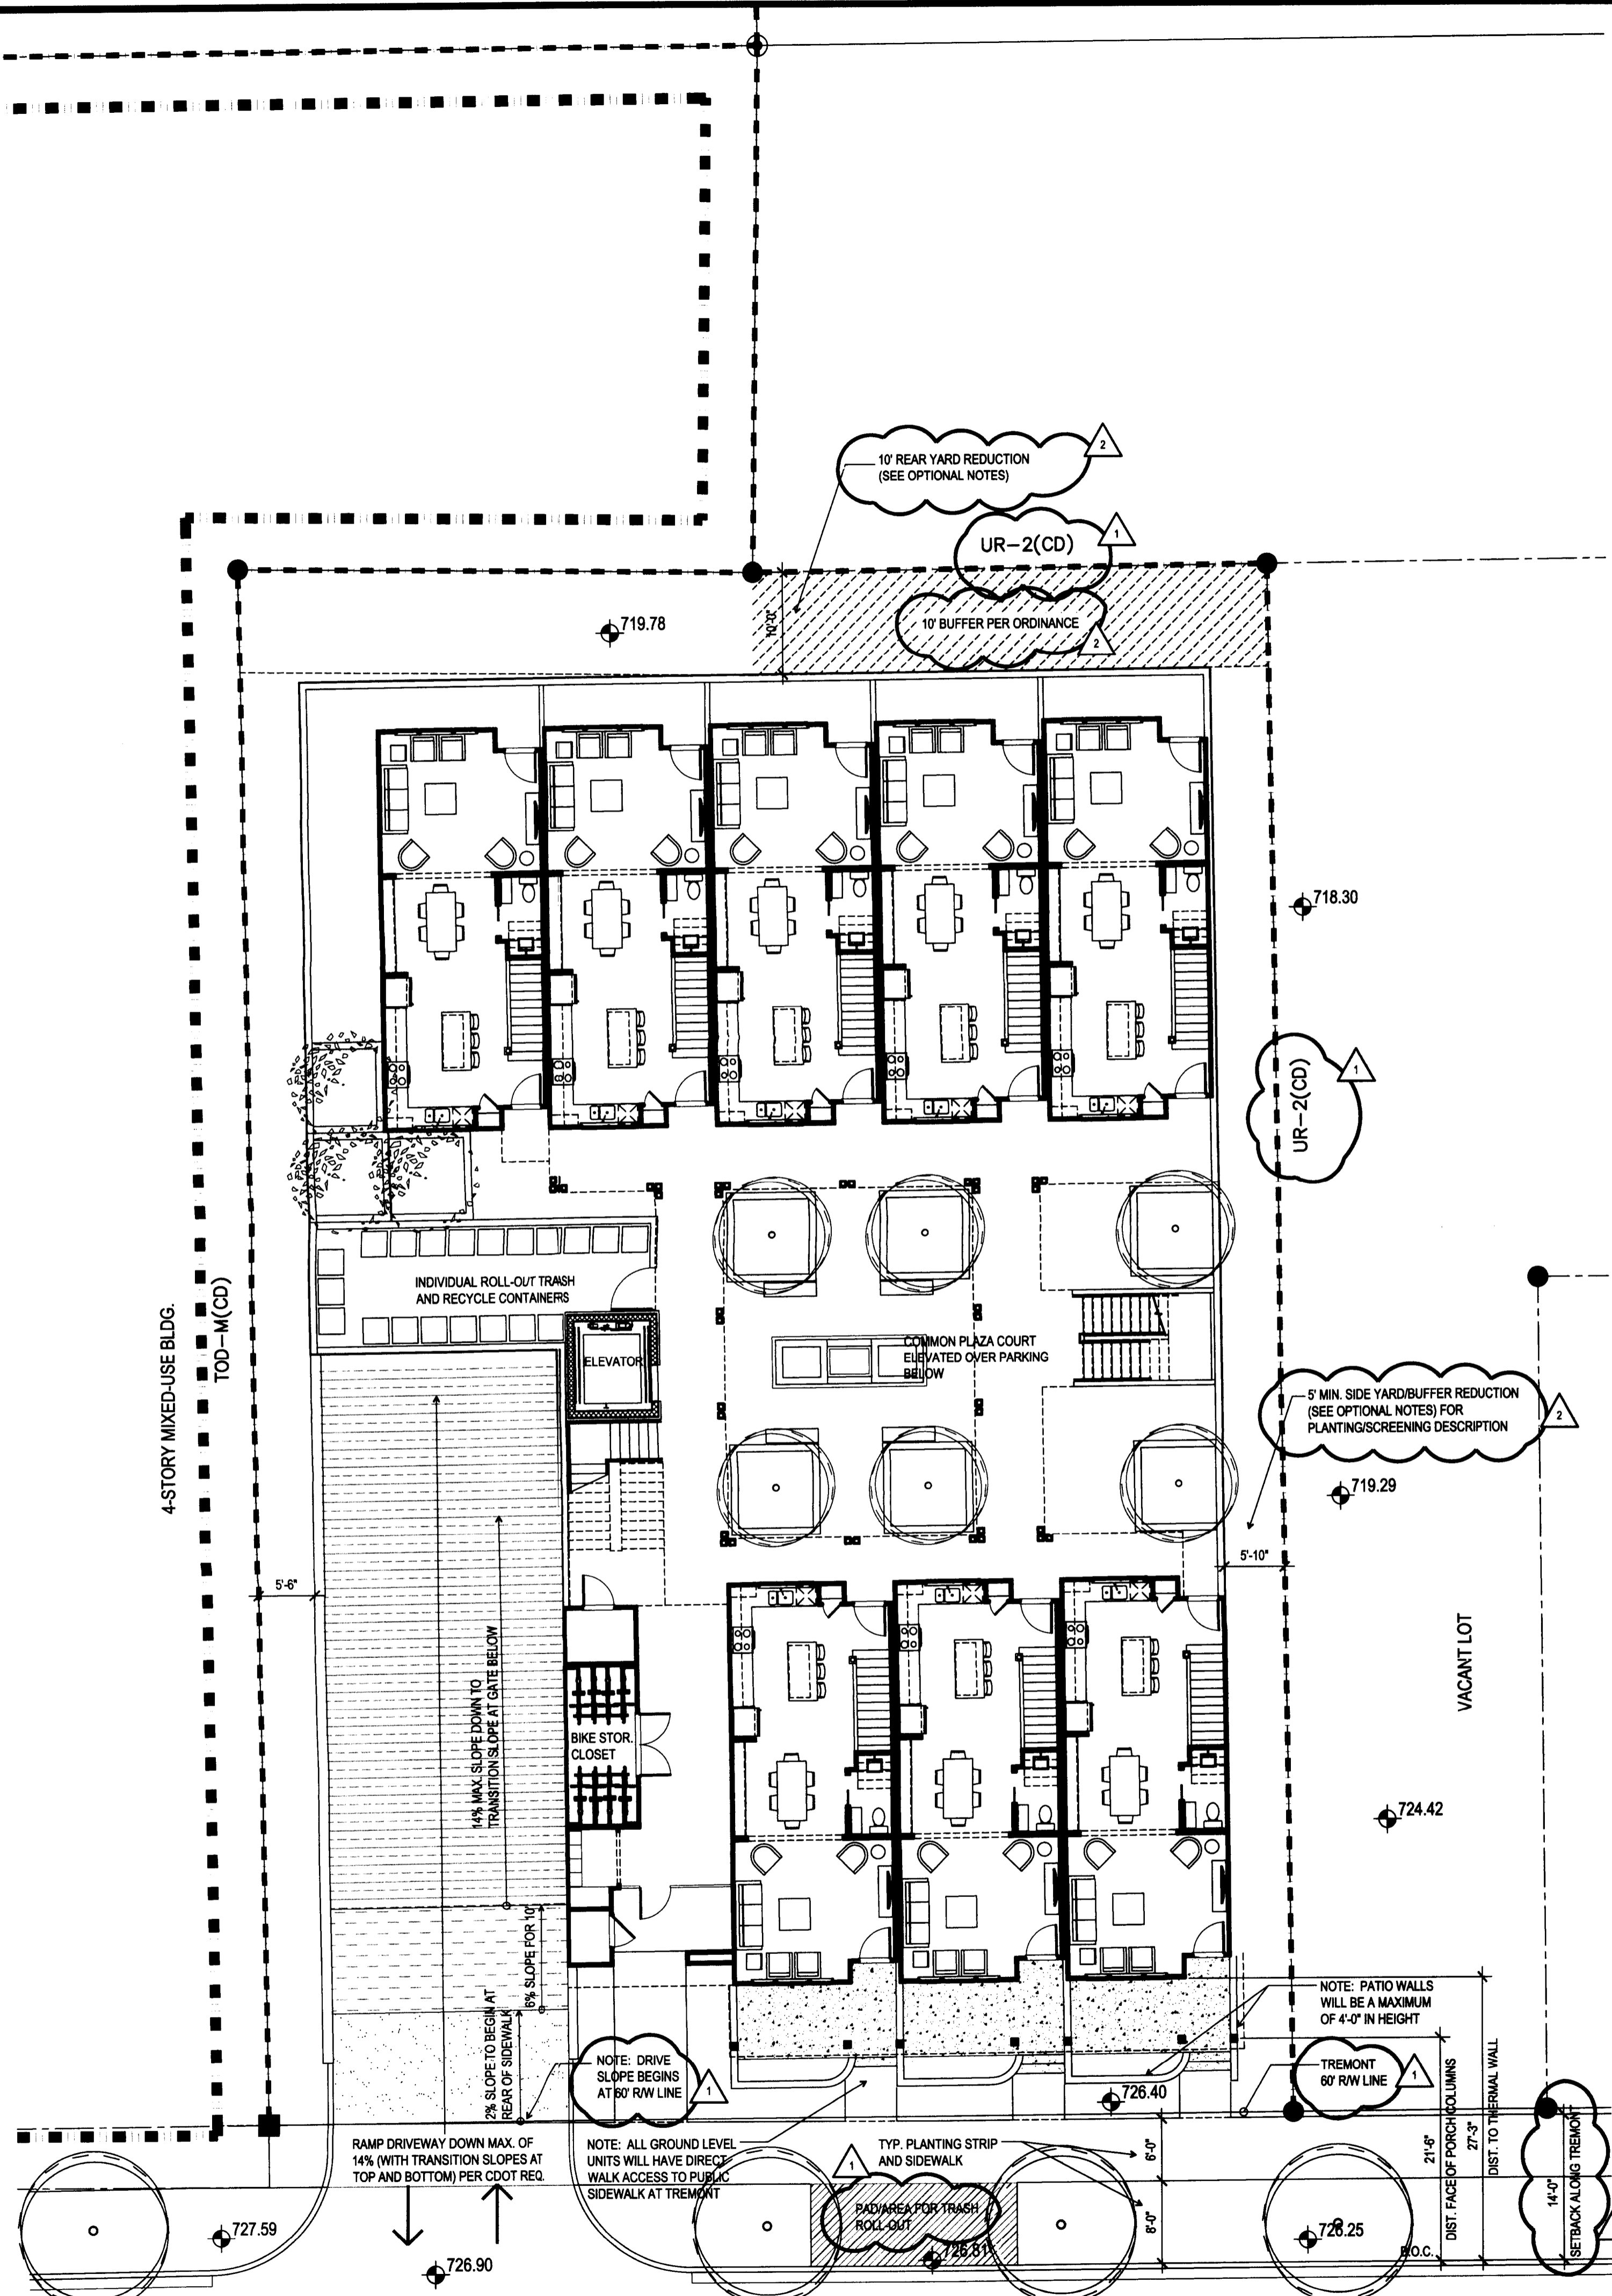 10' REAR YARD REDUCTION
(SEE OPTIONAL NOTES)
2
UR-2(CD)
1
10' BUFFER PER ORDINANCE
2
10'-0"
719.78
718.30
UR-2(CD)
1
INDIVIDUAL ROLL-OUT TRASH
AND RECYCLE CONTAINERS
ELEVATOR
COMMON PLAZA COURT
ELEVATED OVER PARKING
BELOW
4-STORY MIXED-USE BLDG.
TOD-M(CD)
5' MIN. SIDE YARD/BUFFER REDUCTION
(SEE OPTIONAL NOTES) FOR
PLANTING/SCREENING DESCRIPTION
2
719.29
5'-6"
5'-10"
14% MAX. SLOPE DOWN TO
TRANSITION SLOPE AT GATE BELOW
BIKE STOR.
CLOSET
VACANT LOT
724.42
6% SLOPE FOR 10'
2% SLOPE TO BEGIN AT
REAR OF SIDEWALK
NOTE: DRIVE
SLOPE BEGINS
AT 60' R/W LINE
1
NOTE: PATIO WALLS
WILL BE A MAXIMUM
OF 4'-0" IN HEIGHT
TREMONT
60' R/W LINE
1
726.40
RAMP DRIVEWAY DOWN MAX. OF
14% (WITH TRANSITION SLOPES AT
TOP AND BOTTOM) PER CDOT REQ.
NOTE: ALL GROUND LEVEL
UNITS WILL HAVE DIRECT
WALK ACCESS TO PUBLIC
SIDEWALK AT TREMONT
1
TYP. PLANTING STRIP
AND SIDEWALK
PAD/AREA FOR TRASH
ROLL-OUT
6'-0"
8'-0"
21'-6"
DIST. FACE OF PORCH COLUMNS
27'-3"
DIST. TO THERMAL WALL
14'-0"
SETBACK ALONG TREMONT
727.59
726.90
726.81
726.25
B.O.C.